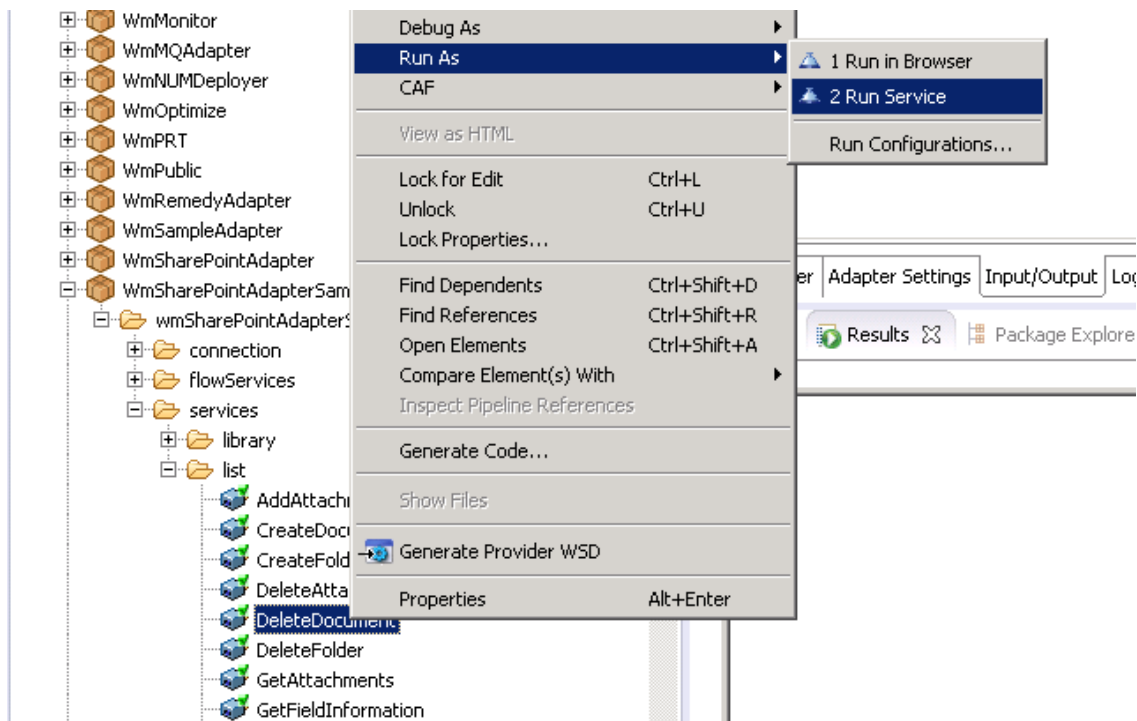 WmMonitor
WmMQAdapter
WmNUMDeployer
WmOptimize
WmPRT
WmPublic
WmRemedyAdapter
WmSampleAdapter
WmSharePointAdapter
WmSharePointAdapterSam
wmSharePointAdapterS
connection
flowServices
services
library
list
AddAttachm
CreateDocu
CreateFold
DeleteAtta
DeleteDocument
DeleteFolder
GetAttachments
GetFieldInformation
Debug As
Run As
CAF
View as HTML
Lock for Edit Ctrl+L
Unlock Ctrl+U
Lock Properties...
Find Dependents Ctrl+Shift+D
Find References Ctrl+Shift+R
Open Elements Ctrl+Shift+A
Compare Element(s) With
Inspect Pipeline References
Generate Code...
Show Files
Generate Provider WSD
Properties Alt+Enter
1 Run in Browser
2 Run Service
Run Configurations...
er Adapter Settings Input/Output Log
Results Package Explore